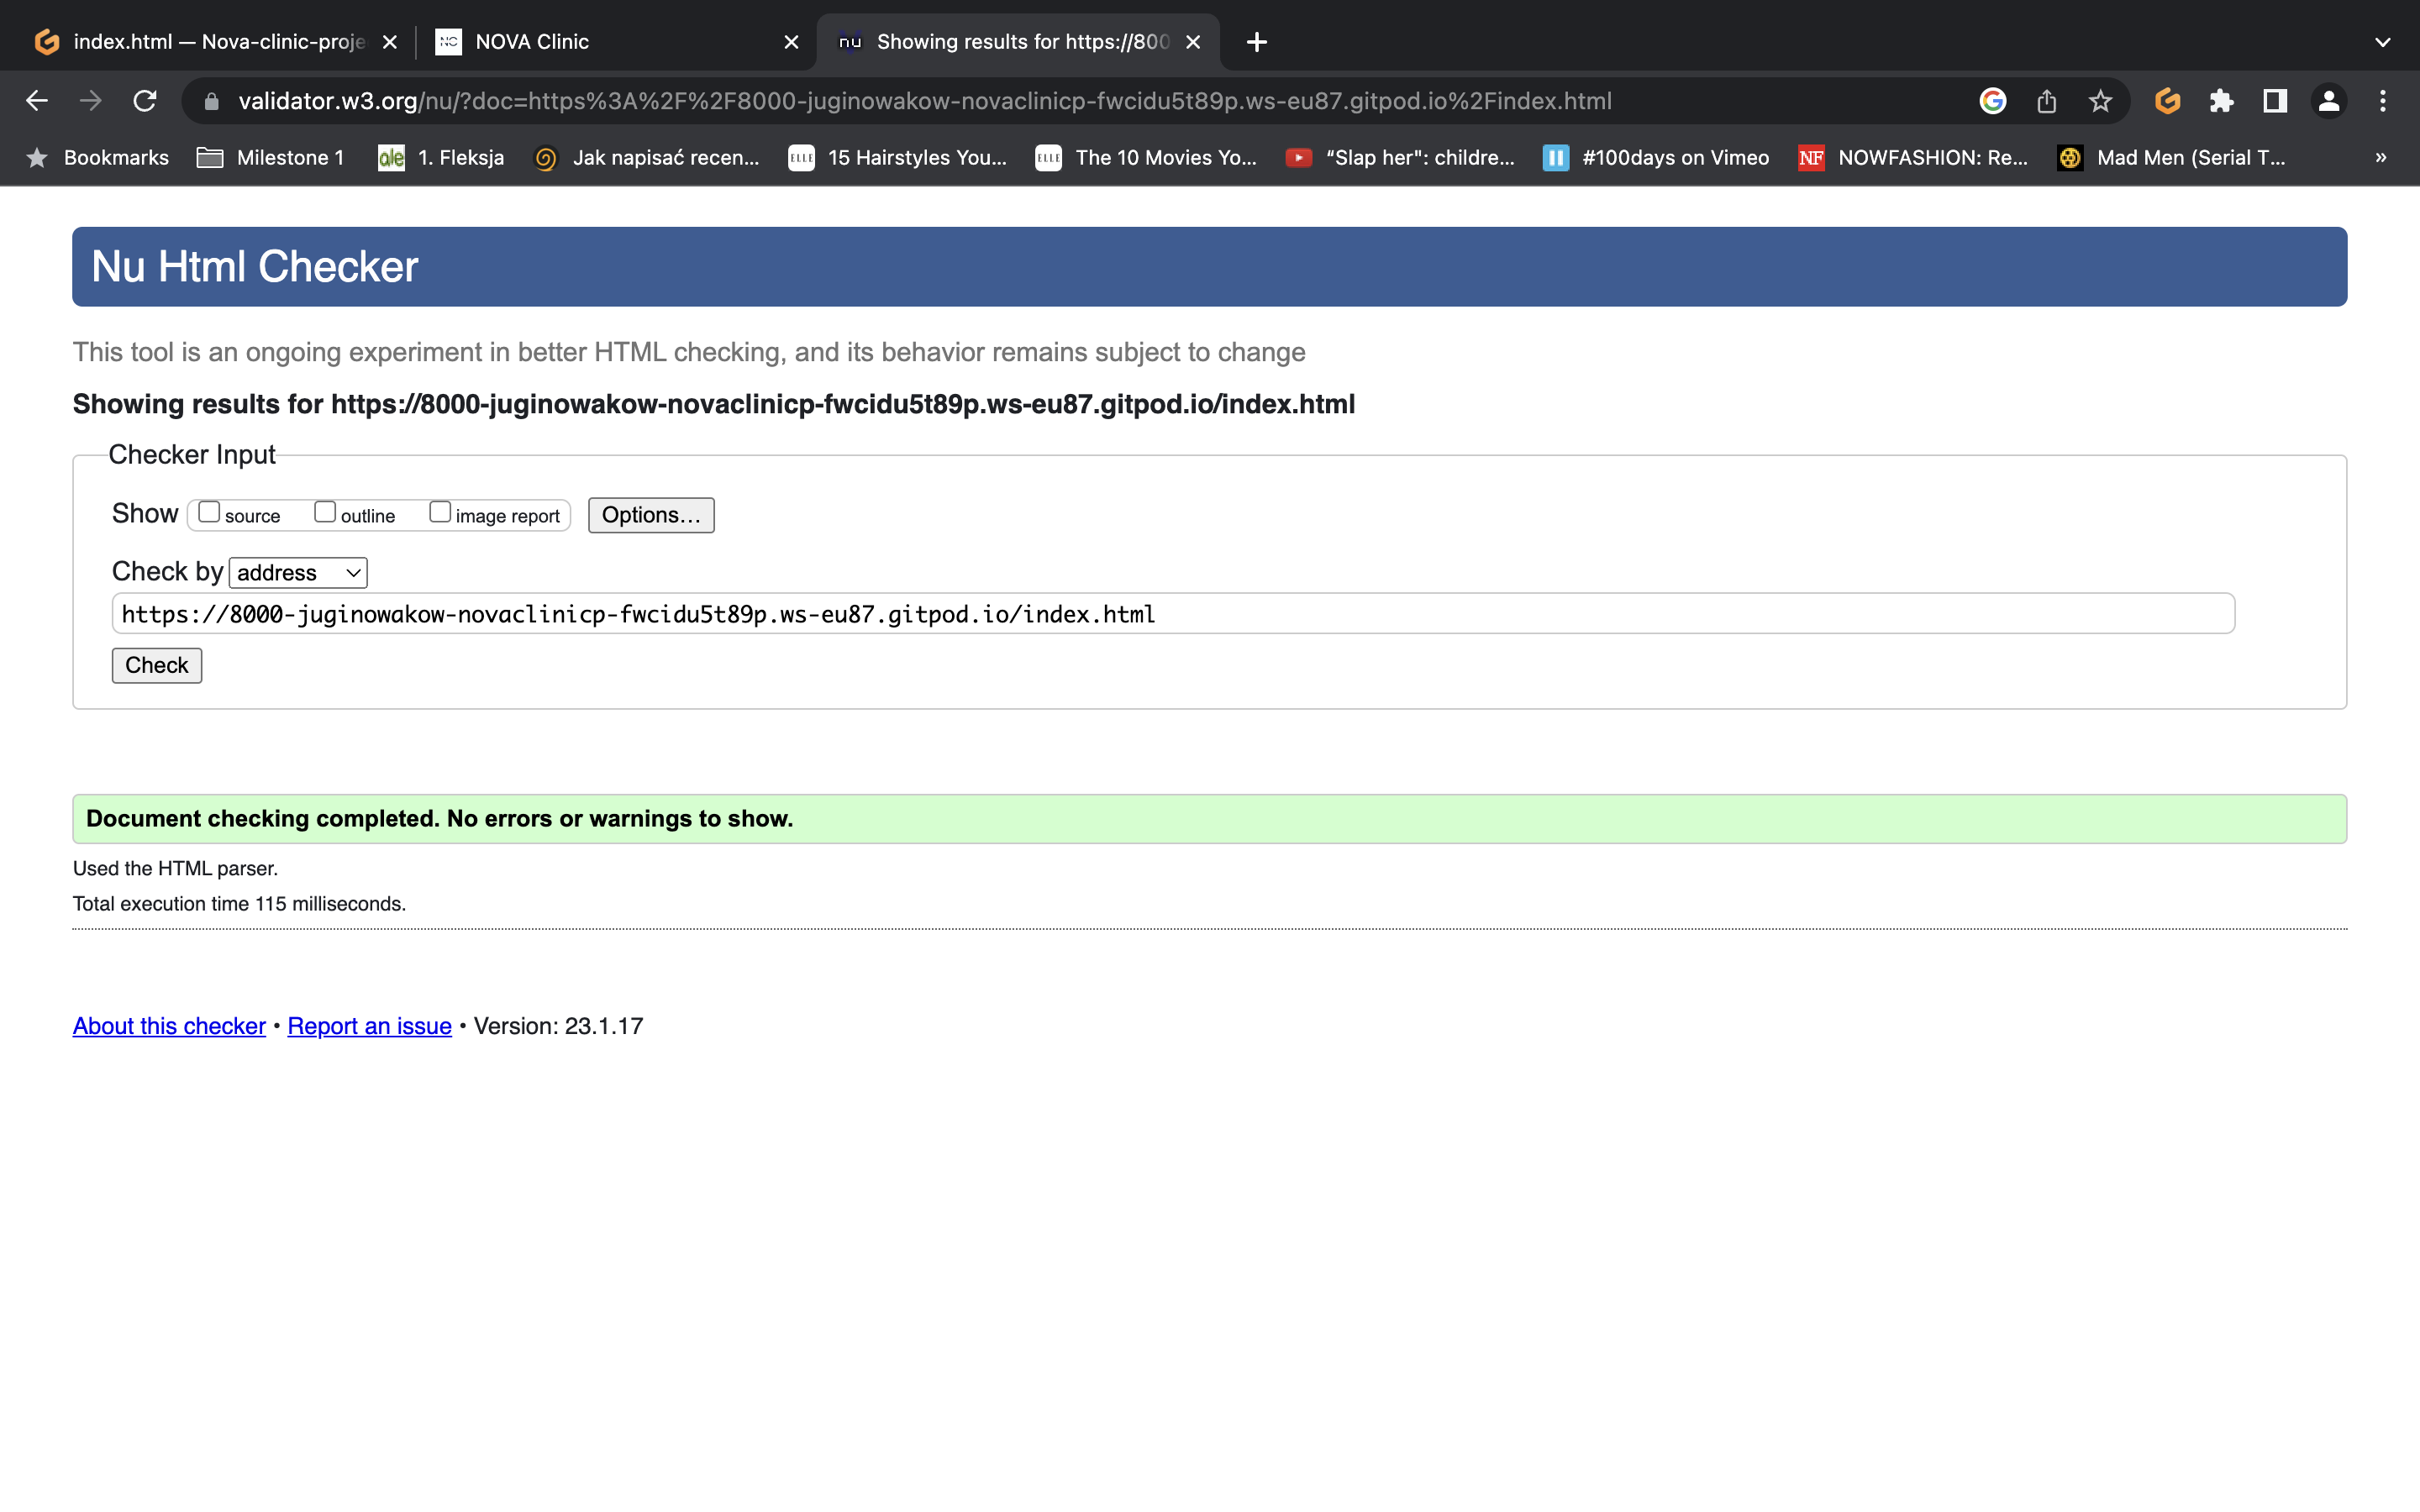 index.html — Nova-clinic-proje
NC NOVA Clinic
nu Showing results for https://800
validator.w3.org/nu/?doc=https%3A%2F%2F8000-juginowakow-novaclinicp-fwcidu5t89p.ws-eu87.gitpod.io%2Findex.html
Bookmarks Milestone 1 ale 1. Fleksja Jak napisać recen... ELLE 15 Hairstyles You... ELLE The 10 Movies Yo... “Slap her": childre... #100days on Vimeo NF NOWFASHION: Re... Mad Men (Serial T... »
Nu Html Checker
This tool is an ongoing experiment in better HTML checking, and its behavior remains subject to change
Showing results for https://8000-juginowakow-novaclinicp-fwcidu5t89p.ws-eu87.gitpod.io/index.html
Checker Input
Show source outline image report Options...
Check by address
https://8000-juginowakow-novaclinicp-fwcidu5t89p.ws-eu87.gitpod.io/index.html
Check
Document checking completed. No errors or warnings to show.
Used the HTML parser.
Total execution time 115 milliseconds.
About this checker • Report an issue • Version: 23.1.17